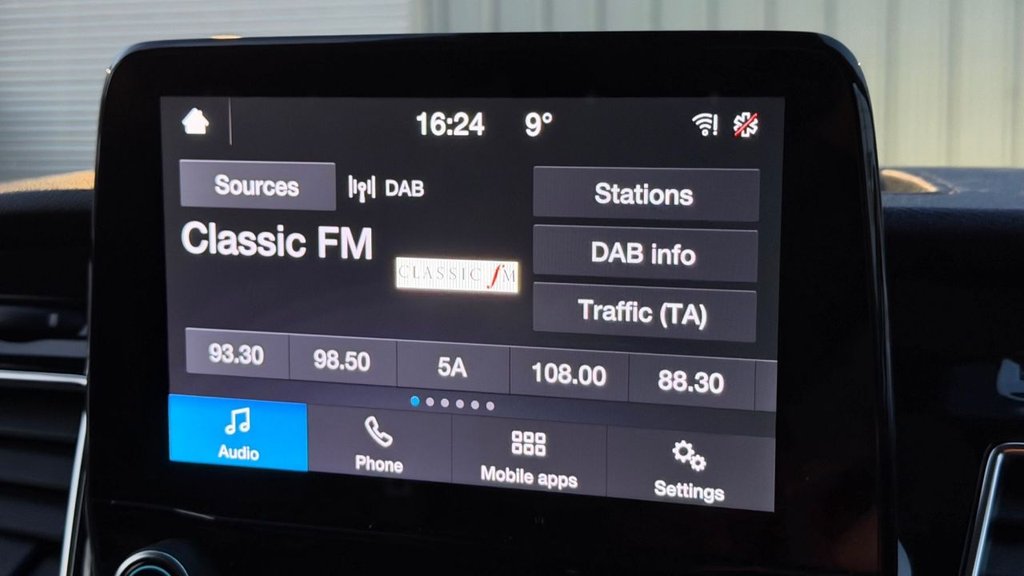 16:24 9°
Sources DAB
Stations
Classic FM
CLASSIC fM
DAB info
Traffic (TA)
93.30 98.50 5A 108.00 88.30
Audio Phone Mobile apps Settings